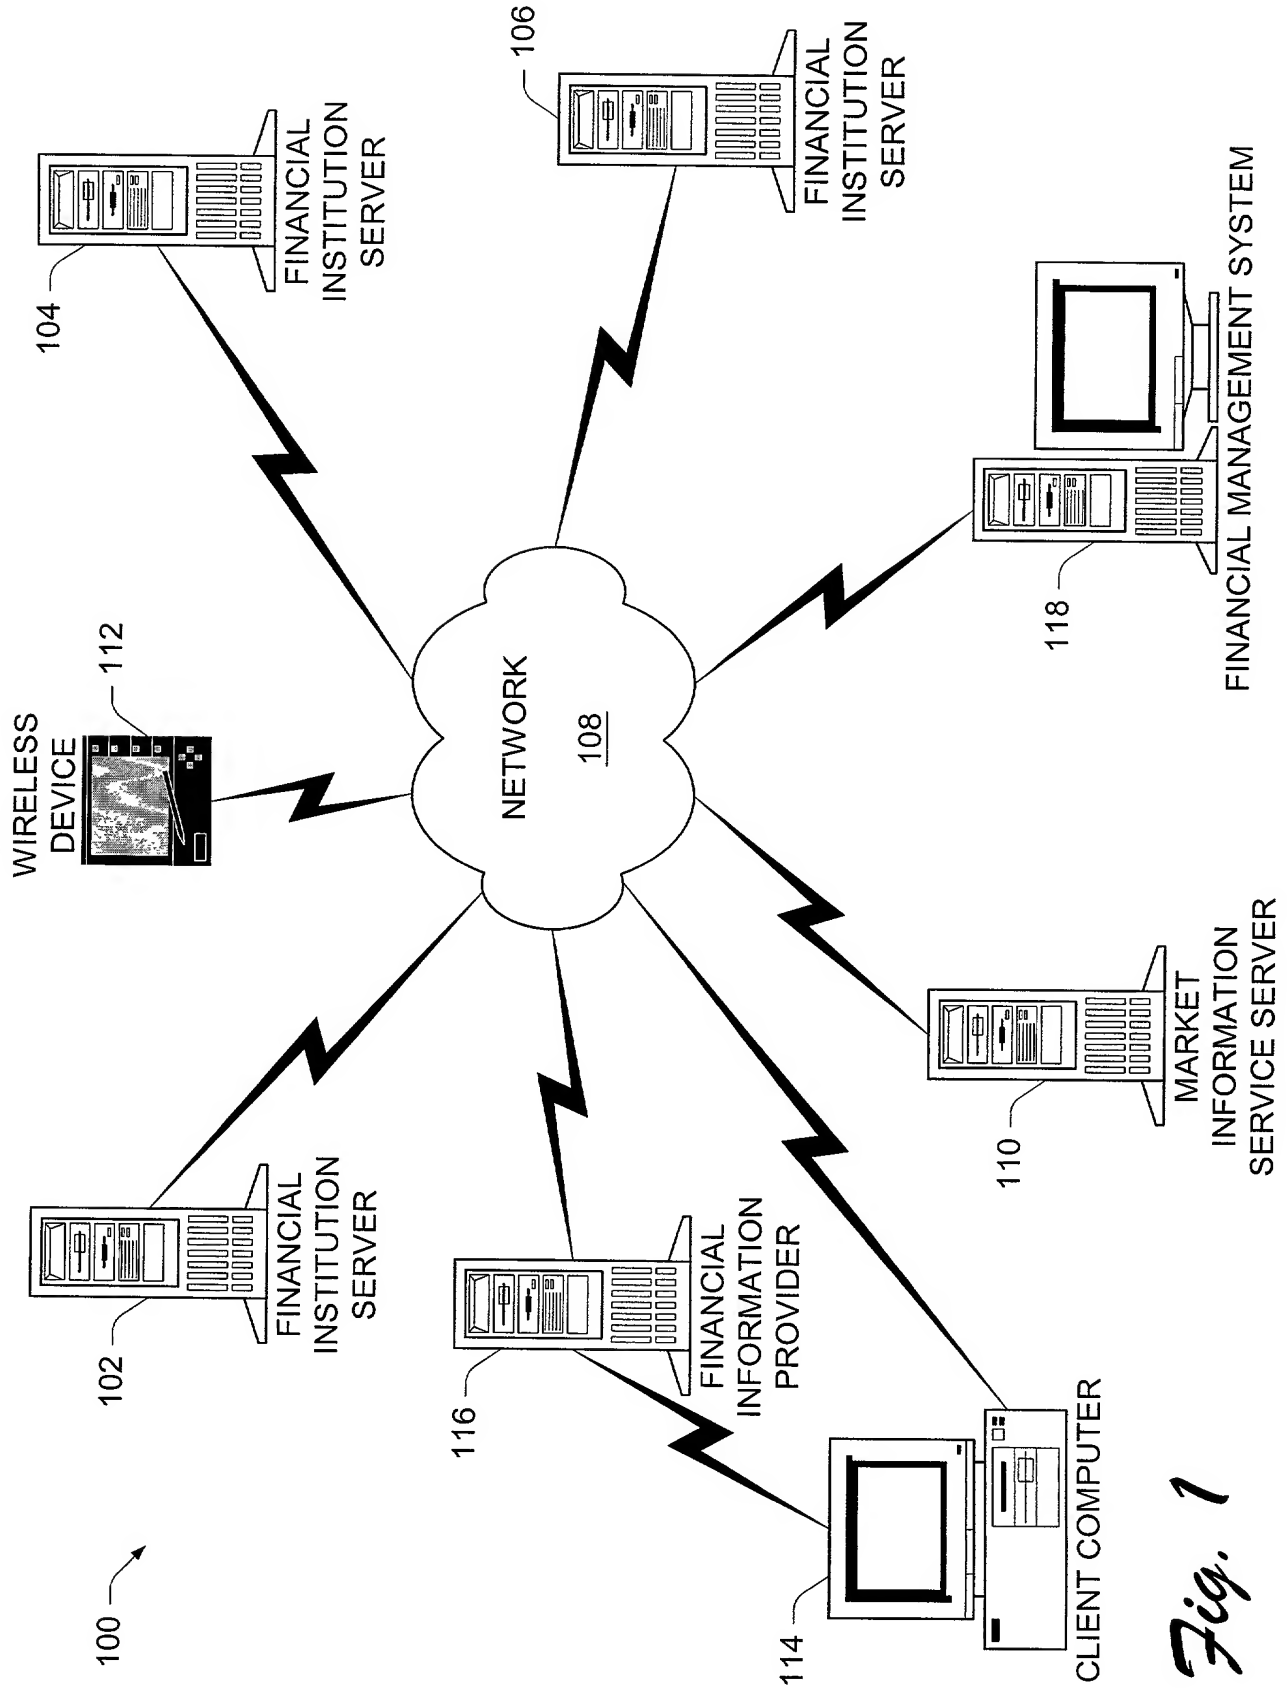 100
WIRELESS
DEVICE
112
102
FINANCIAL
INSTITUTION
SERVER
104
FINANCIAL
INSTITUTION
SERVER
116
FINANCIAL
INFORMATION
PROVIDER
NETWORK
108
106
FINANCIAL
INSTITUTION
SERVER
114
CLIENT COMPUTER
110
MARKET
INFORMATION
SERVICE SERVER
118
FINANCIAL MANAGEMENT SYSTEM
Fig. 1